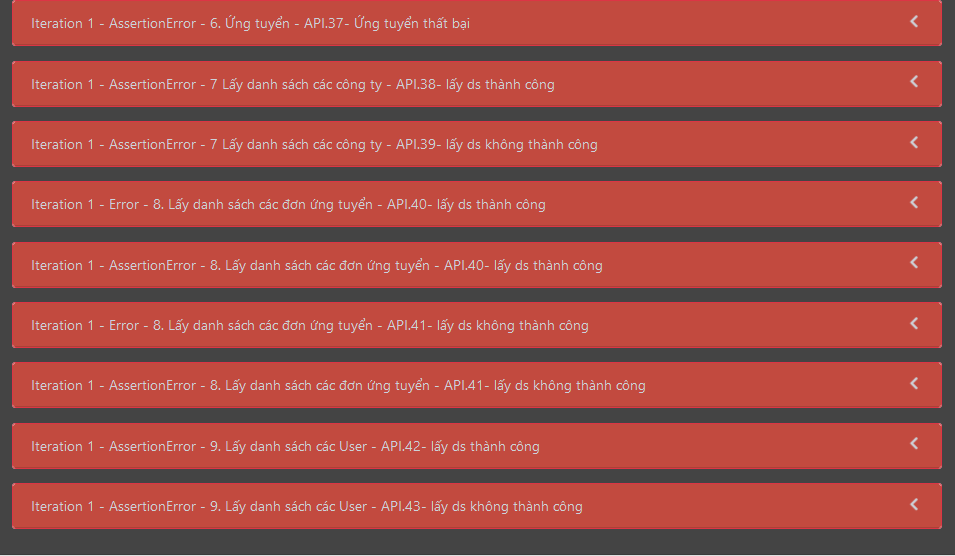 Iteration 1 - AssertionError - 6. Ứng tuyển - API.37- Ứng tuyển thất bại
Iteration 1 - AssertionError - 7 Lấy danh sách các công ty - API.38- lấy ds thành công
Iteration 1 - AssertionError - 7 Lấy danh sách các công ty - API.39- lấy ds không thành công
Iteration 1 - Error - 8. Lấy danh sách các đơn ứng tuyển - API.40- lấy ds thành công
Iteration 1 - AssertionError - 8. Lấy danh sách các đơn ứng tuyển - API.40- lấy ds thành công
Iteration 1 - Error - 8. Lấy danh sách các đơn ứng tuyển - API.41- lấy ds không thành công
Iteration 1 - AssertionError - 8. Lấy danh sách các đơn ứng tuyển - API.41- lấy ds không thành công
Iteration 1 - AssertionError - 9. Lấy danh sách các User - API.42- lấy ds thành công
Iteration 1 - AssertionError - 9. Lấy danh sách các User - API.43- lấy ds không thành công